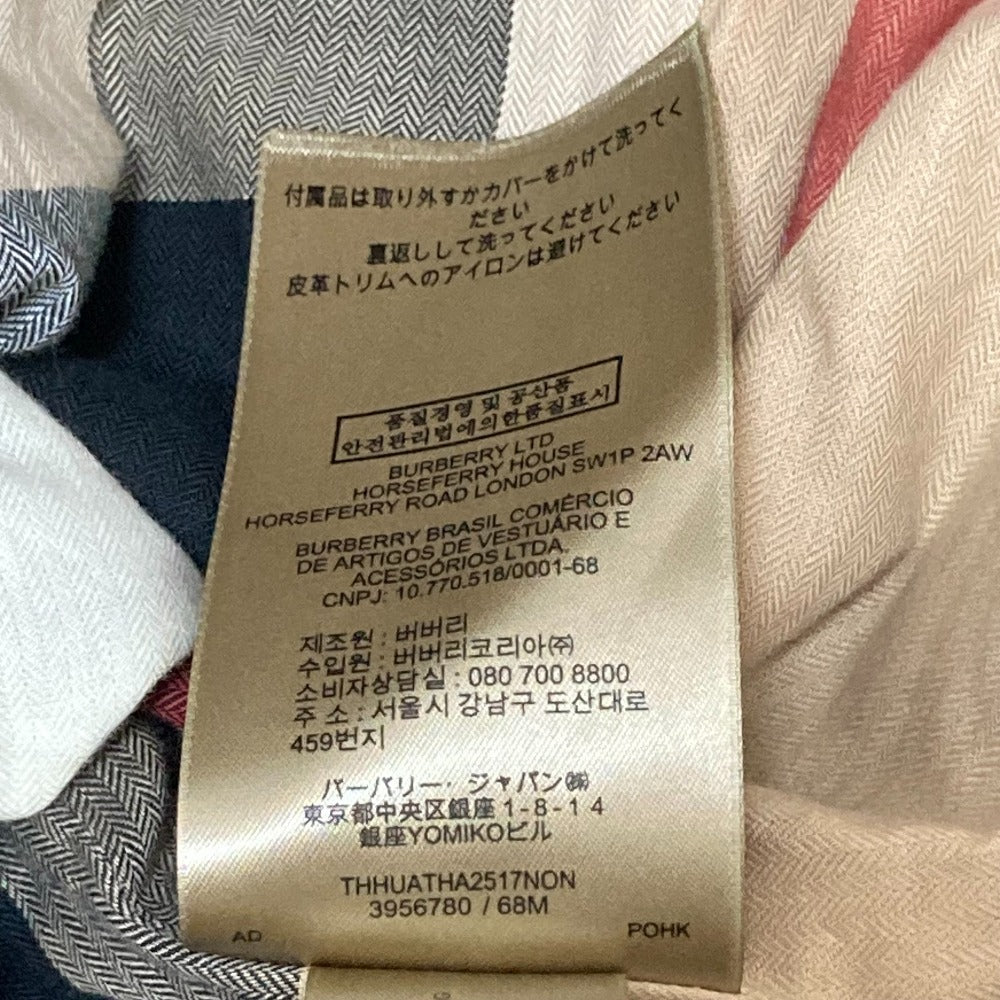 付属品は取り外すかカバーをかけて洗ってく
ださい
裏返しして洗ってください
皮革トリムへのアイロンは避けてください
품질경영 및 공산품
안전관리법에의한품질표시
BURBERRY LTD
HORSEFERRY HOUSE
HORSEFERRY ROAD LONDON SW1P 2AW
BURBERRY BRASIL COMÉRCIO
DE ARTIGOS DE VESTUÁRIO E
ACESSÓRIOS LTDA,
CNPJ: 10.770.518/0001-68
제조원 : 버버리
수입원 : 버버리코리아㈜
소비자상담실 : 080 700 8800
주 소 : 서울시 강남구 도산대로
459번지
バーバリー・ジャパン㈱
東京都中央区銀座1-8-14
銀座YOMIKOビル
THHUATHA2517NON
3956780 / 68M
AD
POHK